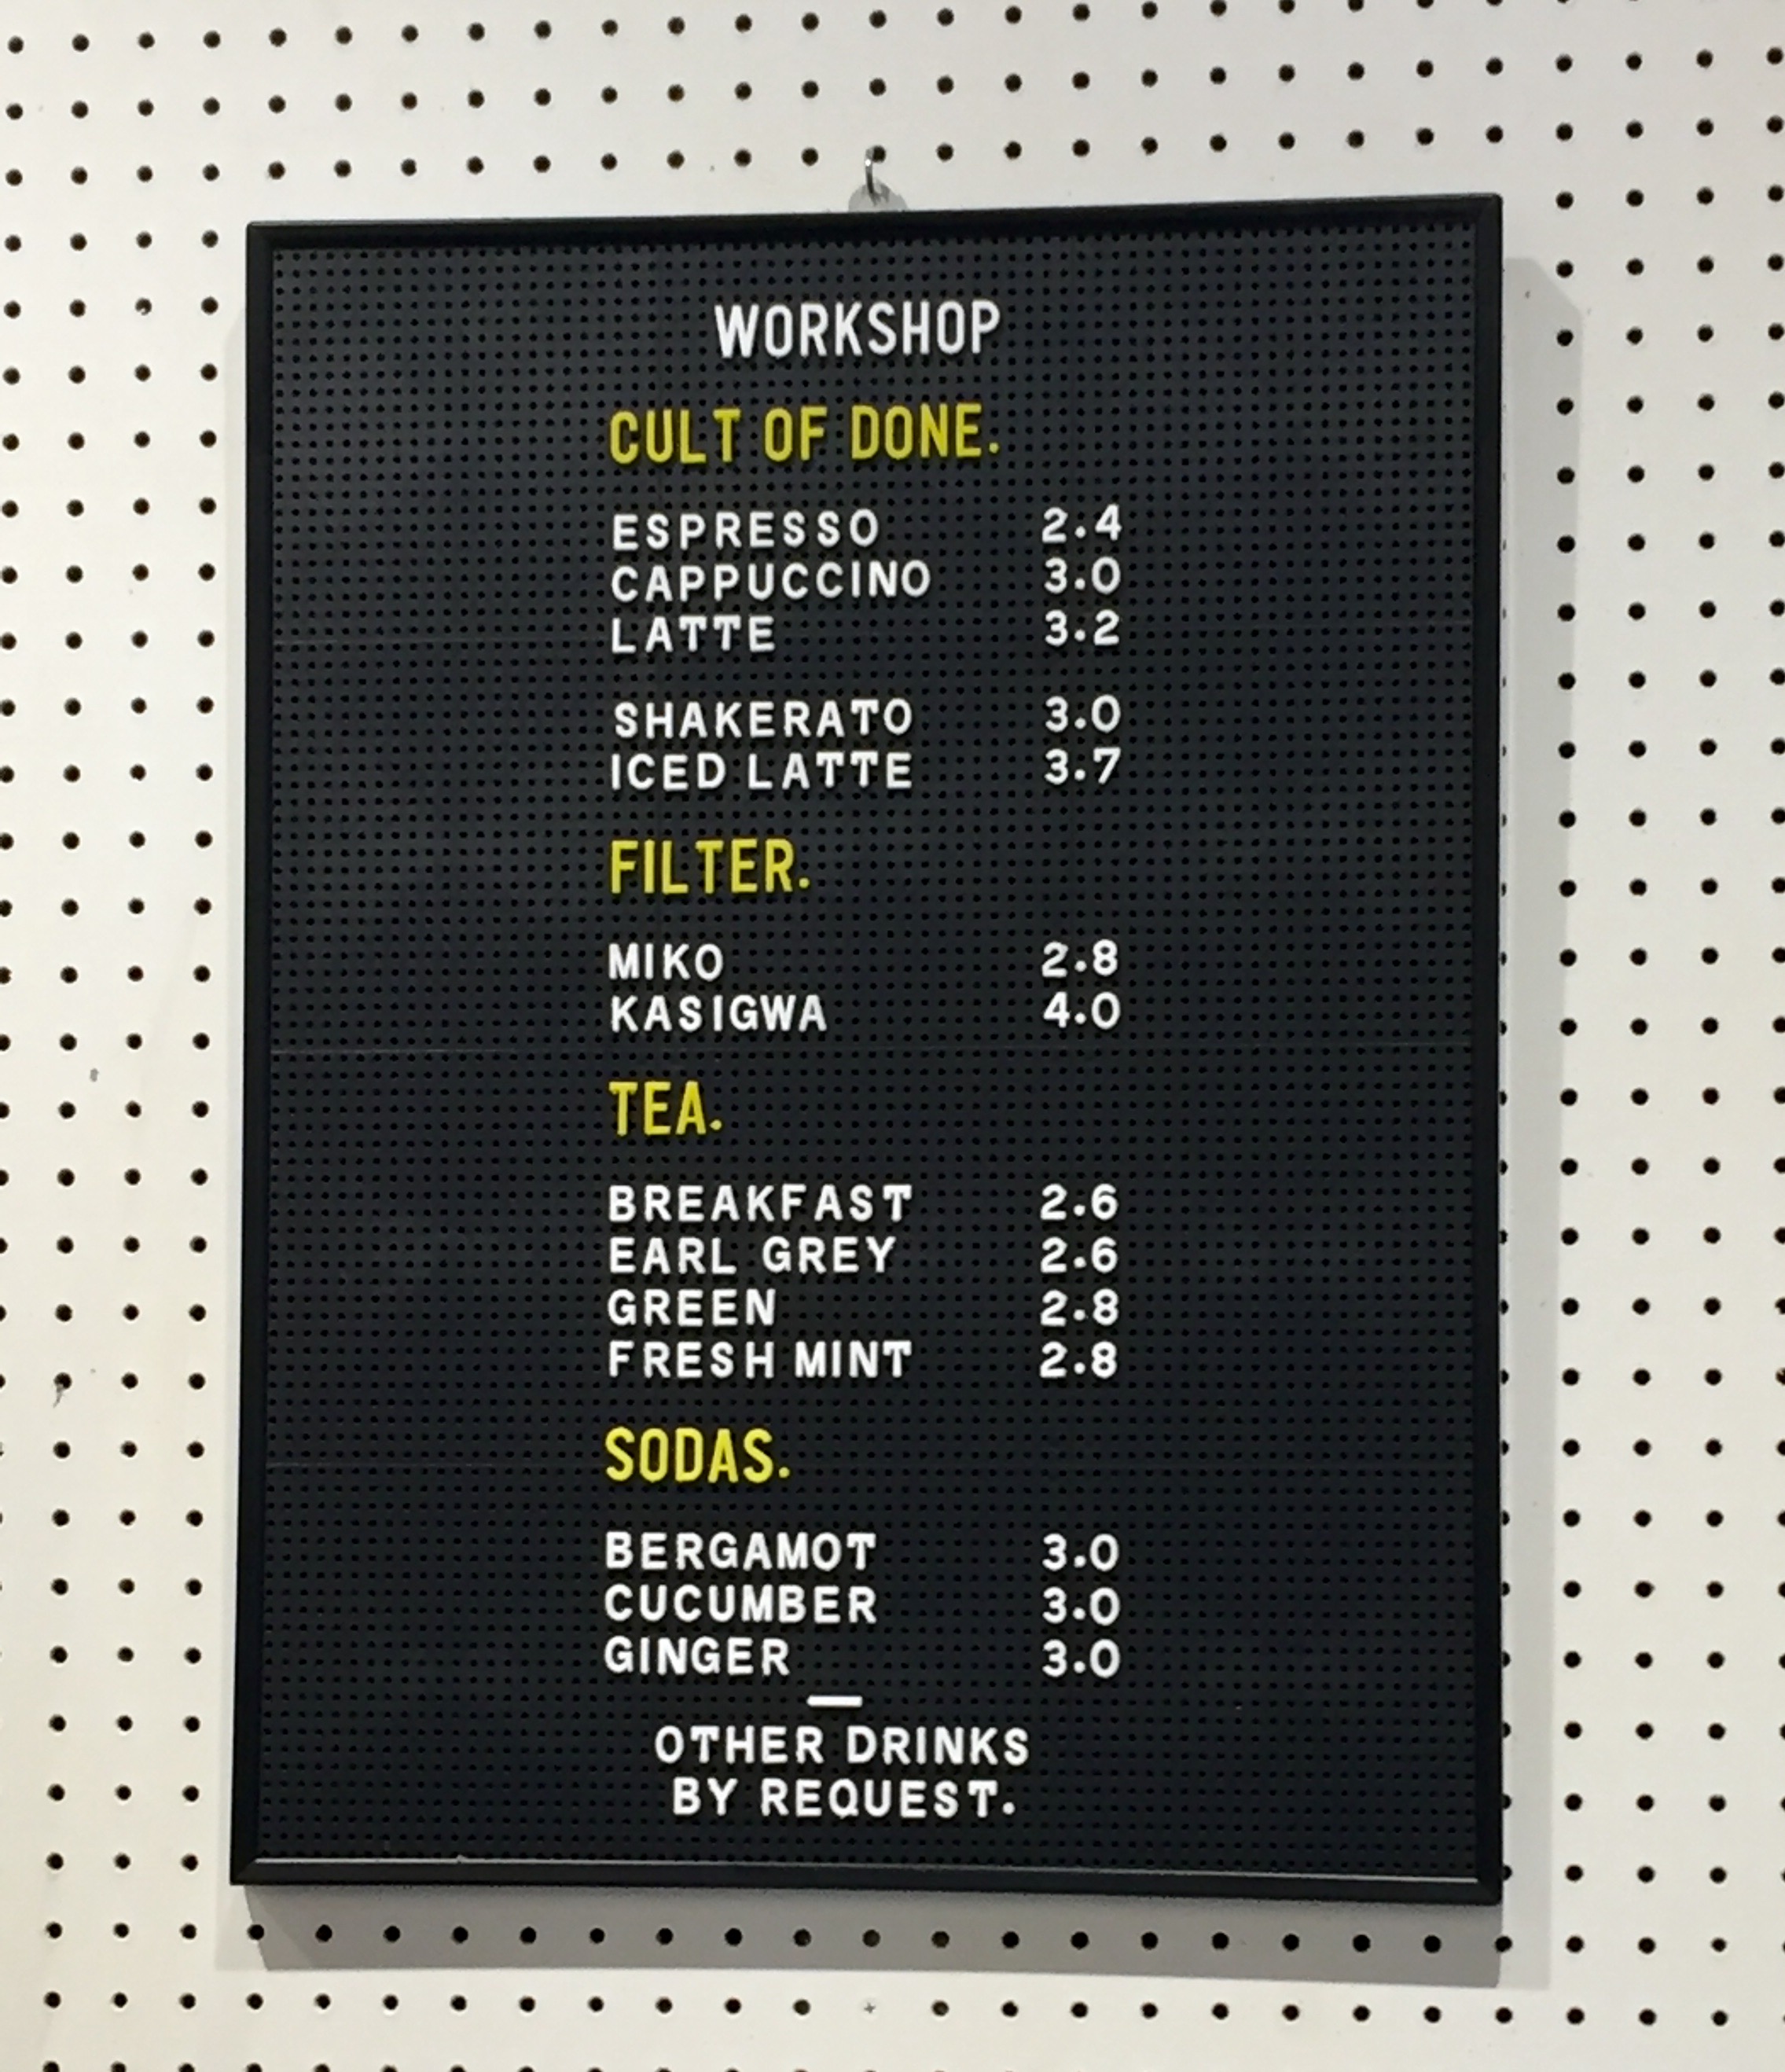 WORKSHOP
CULT OF DONE.
ESPRESSO 2.4
CAPPUCCINO 3.0
LATTE 3.2
SHAKERATO 3.0
ICED LATTE 3.7
FILTER.
MIKO 2.8
KASIGWA 4.0
TEA.
BREAKFAST 2.6
EARL GREY 2.6
GREEN 2.8
FRESH MINT 2.8
SODAS.
BERGAMOT 3.0
CUCUMBER 3.0
GINGER 3.0
—
OTHER DRINKS
BY REQUEST.